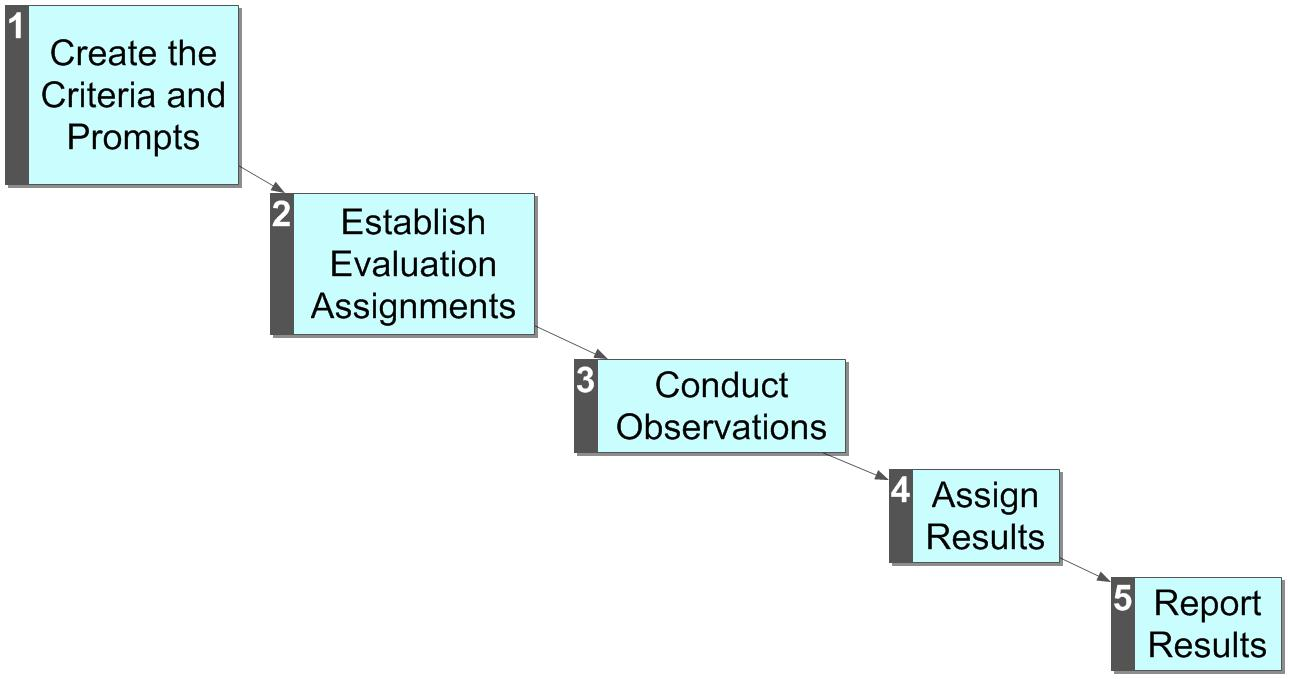 1
Create the
Criteria and
Prompts
2
Establish
Evaluation
Assignments
3
Conduct
Observations
4
Assign
Results
5
Report
Results